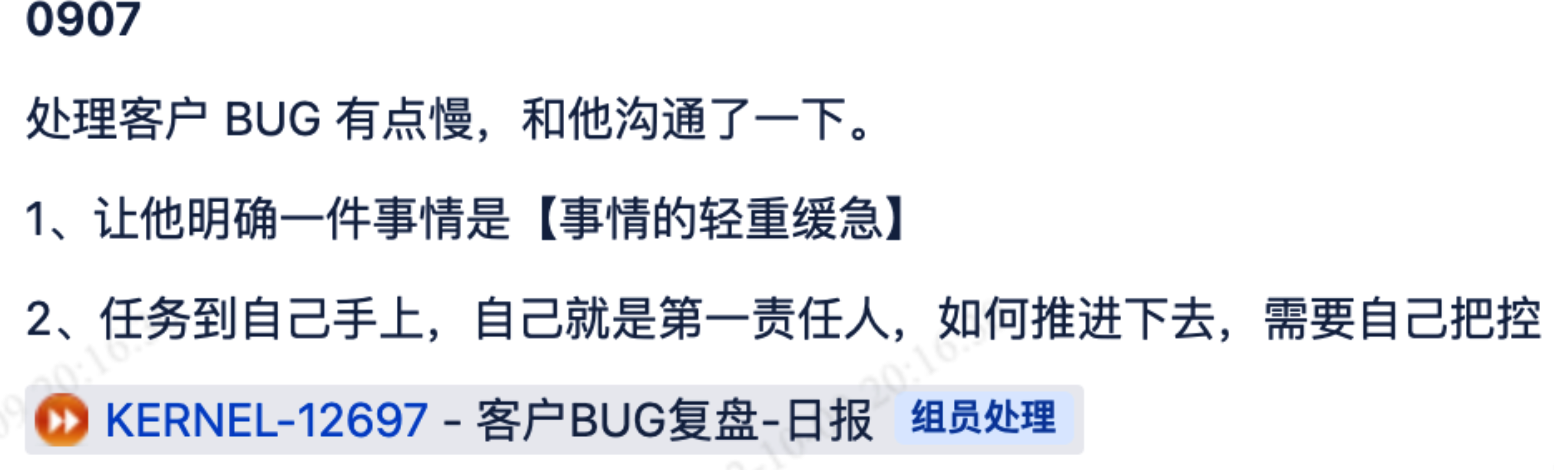 0907
处理客户 BUG 有点慢，和他沟通了一下。
1、让他明确一件事情是【事情的轻重缓急】
2、任务到自己手上，自己就是第一责任人，如何推进下去，需要自己把控
KERNEL-12697 - 客户BUG复盘-日报 组员处理